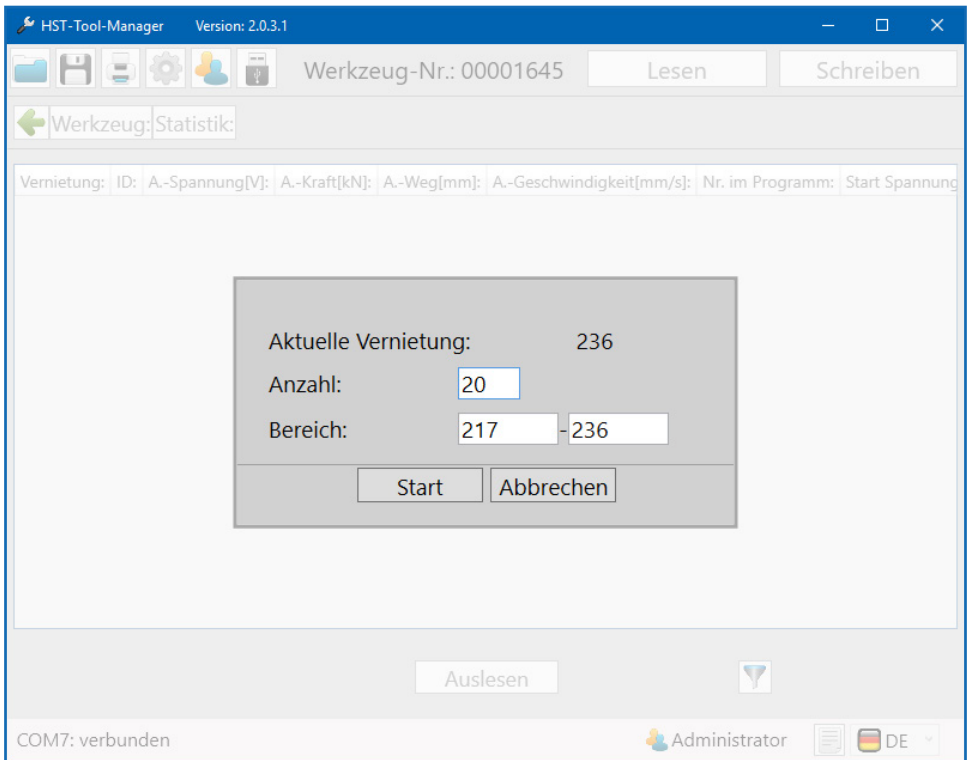 HST-Tool-Manager Version: 2.0.3.1
Werkzeug-Nr.: 00001645 Lesen Schreiben
Werkzeug: Statistik:
Vernietung: ID: A.-Spannung[V]: A.-Kraft[kN]: A.-Weg[mm]: A.-Geschwindigkeit[mm/s]: Nr. im Programm: Start Spannung
Aktuelle Vernietung: 236
Anzahl: 20
Bereich: 217 - 236
Start Abbrechen
Auslesen
COM7: verbunden Administrator DE